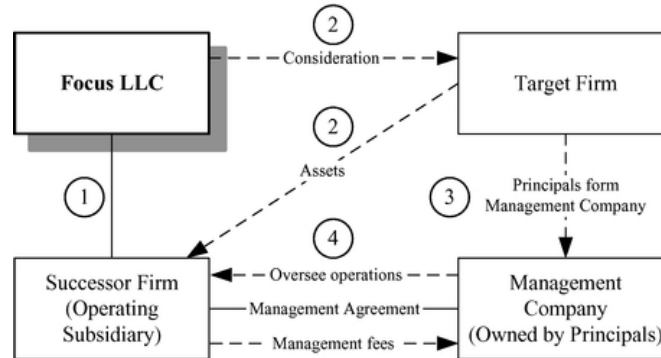 2
Consideration
Focus LLC
Target Firm
2
Assets
1
3
Principals form
Management Company
4
Successor Firm
(Operating
Subsidiary)
Oversee operations
Management Agreement
Management fees
Management
Company
(Owned by Principals)